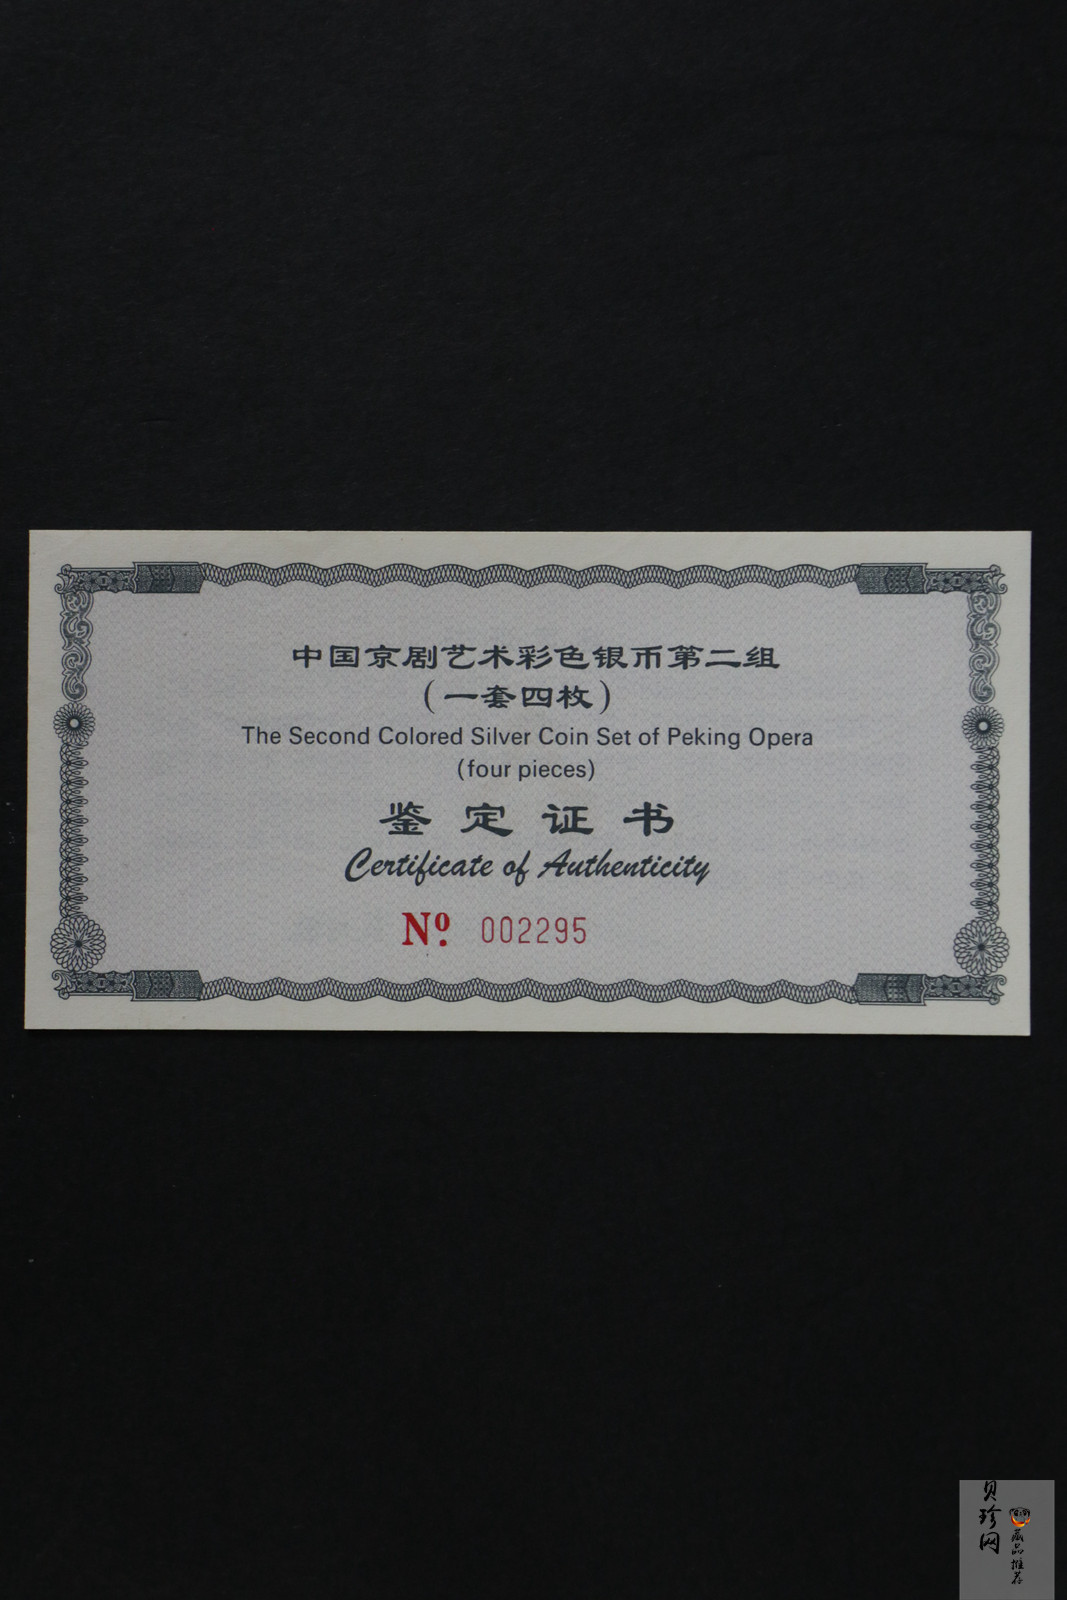 中国京剧艺术彩色银币第二组
(一套四枚)
The Second Colored Silver Coin Set of Peking Opera
(four pieces)
鉴定证书
Certificate of Authenticity
Nº. 002295
贝珍网
藏品推荐